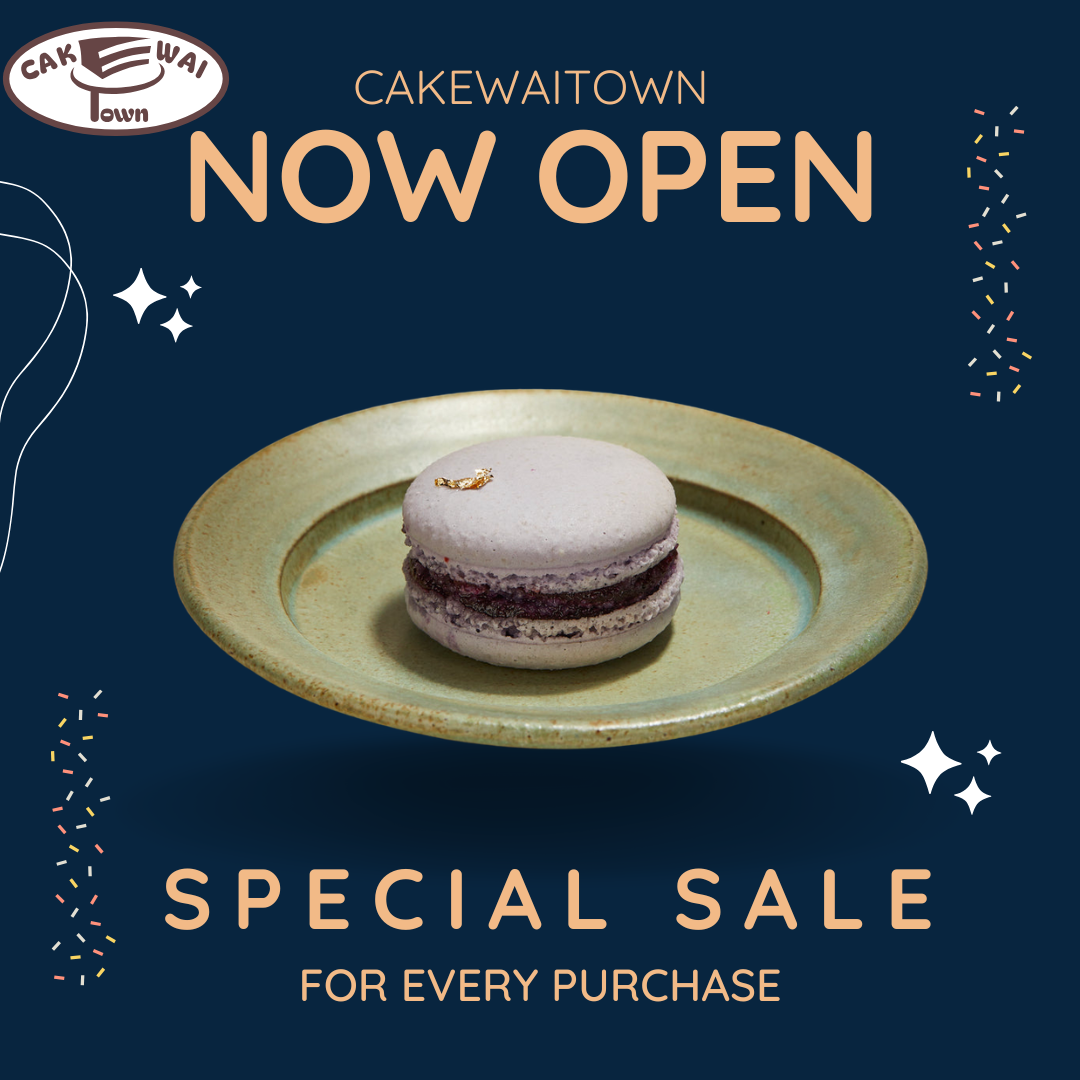 CAKEWAI
Town
CAKEWAITOWN
NOW OPEN
SPECIAL SALE
FOR EVERY PURCHASE